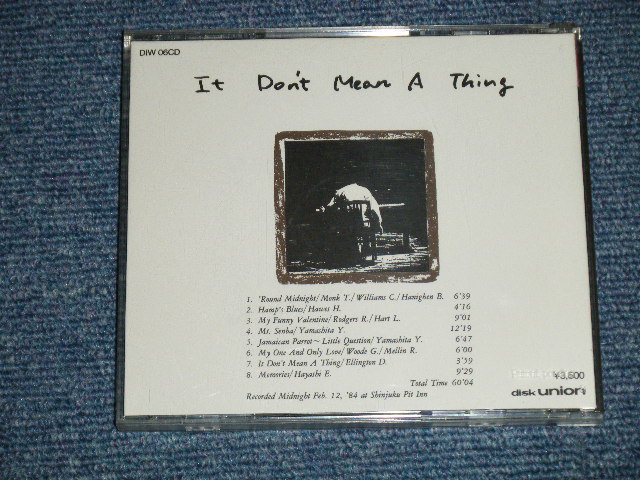 DIW 06CD
It Don't Mean A Thing
1. 'Round Midnight/Monk T./Williams C./Hanighen B. 6'39
2. Hamp's Blues/Hawes H. 4'16
3. My Funny Valentine/Rodgers R./Hart L. 9'01
4. Ms. Senba/Yamashita Y. 12'19
5. Jamaican Parrot~Little Question/Yamashita Y. 6'47
6. My One And Only Love/Woode G./Mellin R. 6'00
7. It Don't Mean A Thing/Ellington D. 3'59
8. Memories/Hayashi E. 9'29
Total Time 60'04
Recorded Midnight Feb. 12, '84 at Shinjuku Pit Inn
¥3,500
disk union